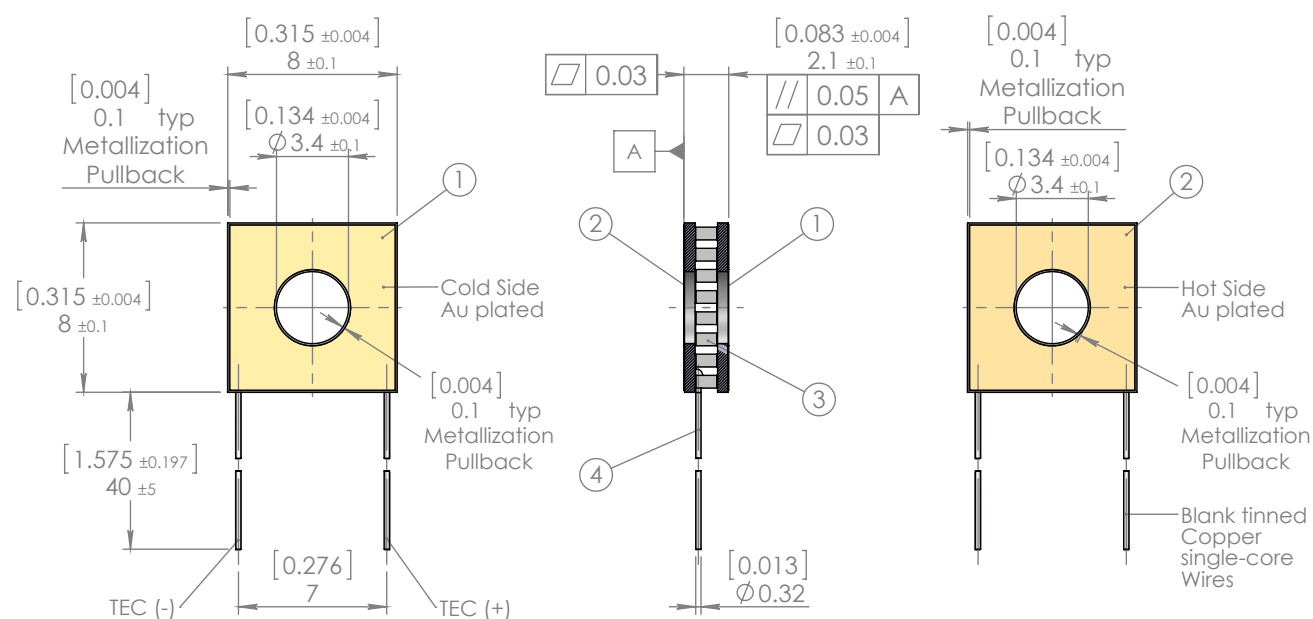 [0.315 ±0.004]
8 ±0.1
[0.004]
0.1 typ
Metallization
Pullback
[0.134 ±0.004]
∅3.4 ±0.1
1
[0.315 ±0.004]
8 ±0.1
Cold Side
Au plated
[0.004]
0.1 typ
Metallization
Pullback
[1.575 ±0.197]
40 ±5
[0.276]
7
TEC (-)
TEC (+)
⏥ 0.03
[0.083 ±0.004]
2.1 ±0.1
// 0.05 A
⏥ 0.03
A
2
1
3
4
[0.013]
∅0.32
[0.004]
0.1 typ
Metallization
Pullback
[0.134 ±0.004]
∅3.4 ±0.1
2
Hot Side
Au plated
[0.004]
0.1 typ
Metallization
Pullback
Blank tinned
Copper
single-core
Wires